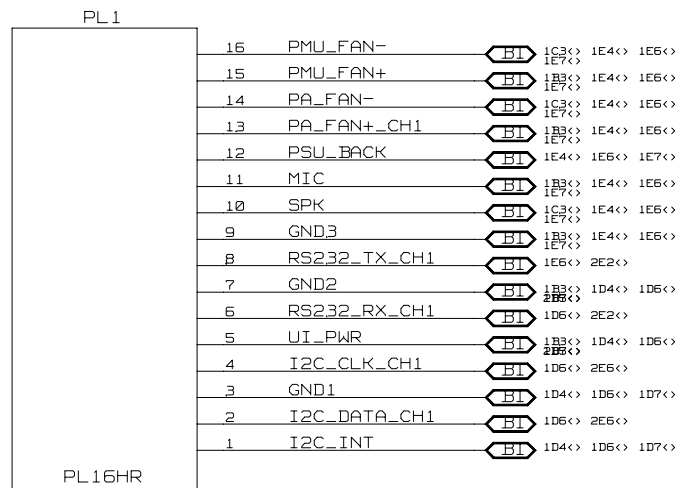 PL1
16 PMU_FAN- BI 1C3<> 1E4<> 1E6<>
1E7<>
15 PMU_FAN+ BI 1B3<> 1E4<> 1E6<>
1E7<>
14 PA_FAN- BI 1C3<> 1E4<> 1E6<>
1E7<>
13 PA_FAN+_CH1 BI 1B3<> 1E4<> 1E6<>
1E7<>
12 PSU_BACK BI 1E4<> 1E6<> 1E7<>
11 MIC BI 1B3<> 1E4<> 1E6<>
10 SPK BI 1C3<> 1E4<> 1E6<>
1E7<>
9 GND3 BI 1B3<> 1E4<> 1E6<>
1E7<>
8 RS232_TX_CH1 BI 1E6<> 2E2<>
7 GND2 BI 1B3<> 1D4<> 1D6<>
6 RS232_RX_CH1 BI 1D6<> 2E2<>
5 UI_PWR BI 1B3<> 1D4<> 1D6<>
4 I2C_CLK_CH1 BI 1D6<> 2E6<>
3 GND1 BI 1D4<> 1D6<> 1D7<>
2 I2C_DATA_CH1 BI 1D6<> 2E6<>
1 I2C_INT BI 1D4<> 1D6<> 1D7<>
PL16HR